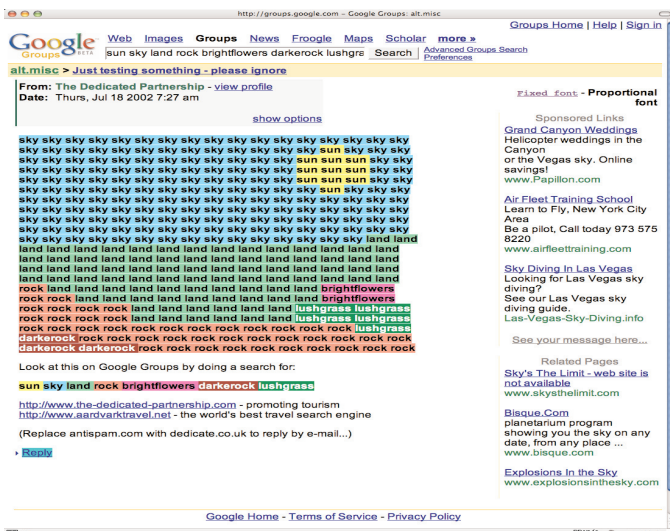 http://groups.google.com – Google Groups: alt.misc
Groups Home | Help | Sign in
Google Groups BETA
Web Images Groups News Froogle Maps Scholar more »
sun sky land rock brightflowers darkerock lushgra Search Advanced Groups Search
Preferences
alt.misc > Just testing something - please ignore
From: The Dedicated Partnership - view profile
Date: Thurs, Jul 18 2002 7:27 am
show options
sky sky sky sky sky sky sky sky sky sky sky sky sky sky sky sky sky
sky sky sky sky sky sky sky sky sky sky sky sky sky sun sky sky sky
sky sky sky sky sky sky sky sky sky sky sky sky sun sun sun sky sky
sky sky sky sky sky sky sky sky sky sky sky sky sun sun sun sky sky
sky sky sky sky sky sky sky sky sky sky sky sky sun sun sun sky sky
sky sky sky sky sky sky sky sky sky sky sky sky sky sun sky sky sky
sky sky sky sky sky sky sky sky sky sky sky sky sky sky sky sky sky
sky sky sky sky sky sky sky sky sky sky sky sky sky sky sky sky sky
sky sky sky sky sky sky sky sky sky sky sky sky sky sky sky sky sky
sky sky sky sky sky sky sky sky sky sky sky sky sky sky sky sky sky
sky sky sky sky sky sky sky sky sky sky sky sky sky sky sky land land
land land land land land land land land land land land land land land
land land land land land land land land land land land land land land
land land land land land land land land land land land land land land
land land land land land land land land land land land land land land
rock land land land land land land land land land land brightflowers
rock rock land land land land land land land land land brightflowers
rock rock rock rock land land land land land land lushgrass lushgrass
rock rock rock rock land land land land land land lushgrass lushgrass
rock rock rock rock rock rock rock rock rock rock rock rock lushgrass
darkerock rock rock rock rock rock rock rock rock rock rock rock rock
darkerock darkerock rock rock rock rock rock rock rock rock rock rock
Look at this on Google Groups by doing a search for:
sun sky land rock brightflowers darkerock lushgrass
http://www.the-dedicated-partnership.com - promoting tourism
http://www.aardvarktravel.net - the world's best travel search engine
(Replace antispam.com with dedicate.co.uk to reply by e-mail...)
Reply
Fixed font - Proportional
font
Sponsored Links
Grand Canyon Weddings
Helicopter weddings in the
Canyon
or the Vegas sky. Online
savings!
www.Papillon.com
Air Fleet Training School
Learn to Fly, New York City
Area
Be a pilot, Call today 973 575
8220
www.airfleettraining.com
Sky Diving In Las Vegas
Looking for Las Vegas sky
diving?
See our Las Vegas sky
diving guide.
Las-Vegas-Sky-Diving.info
See your message here...
Related Pages
Sky's The Limit - web site is
not available
www.skysthelimit.com
Bisque.Com
planetarium program
showing you the sky on any
date, from any place ...
www.bisque.com
Explosions In the Sky
www.explosionsinthesky.com
Google Home - Terms of Service - Privacy Policy